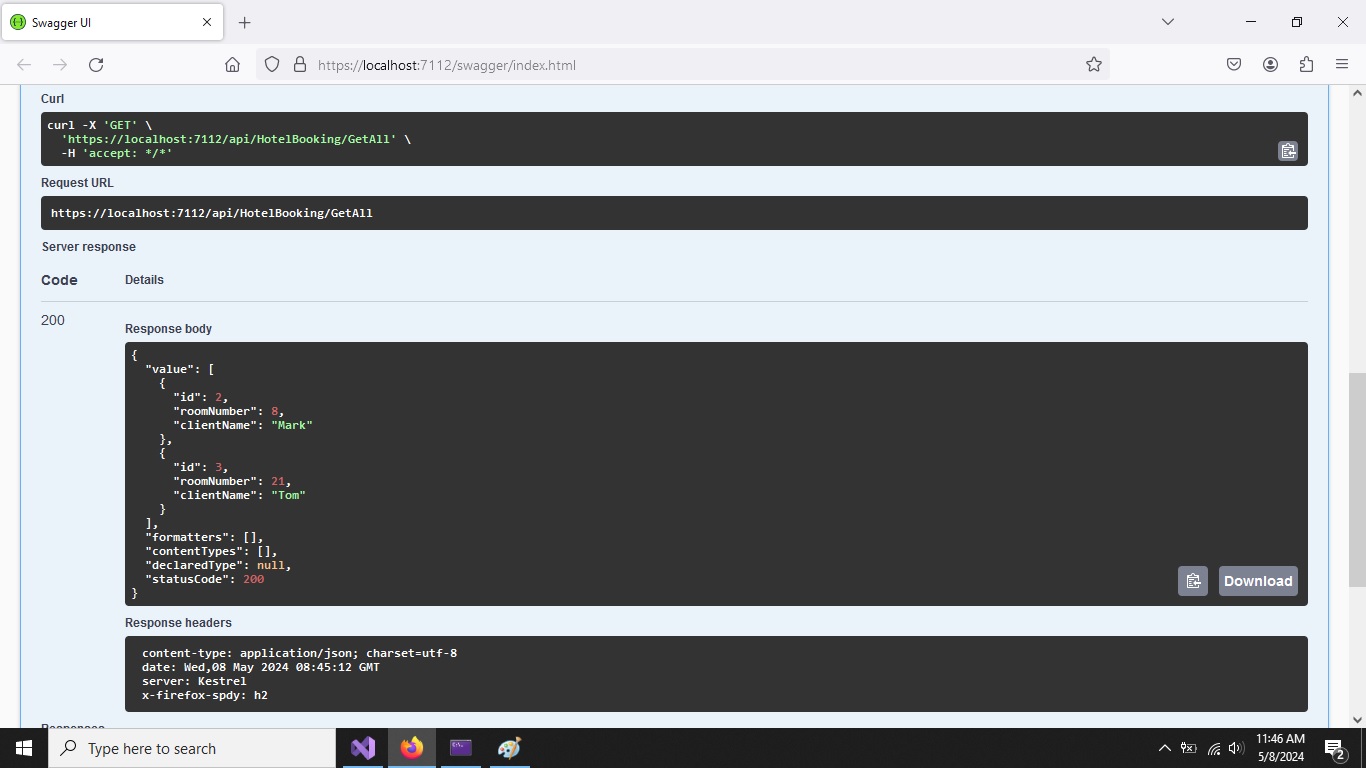 Swagger UI
https://localhost:7112/swagger/index.html
Curl
curl -X 'GET' \
  'https://localhost:7112/api/HotelBooking/GetAll' \
  -H 'accept: */*'
Request URL
https://localhost:7112/api/HotelBooking/GetAll
Server response
Code Details
200
Response body
{
  "value": [
    {
      "id": 2,
      "roomNumber": 8,
      "clientName": "Mark"
    },
    {
      "id": 3,
      "roomNumber": 21,
      "clientName": "Tom"
    }
  ],
  "formatters": [],
  "contentTypes": [],
  "declaredType": null,
  "statusCode": 200
}
Download
Response headers
content-type: application/json; charset=utf-8
date: Wed,08 May 2024 08:45:12 GMT
server: Kestrel
x-firefox-spdy: h2
Responses
Type here to search
11:46 AM
5/8/2024
2